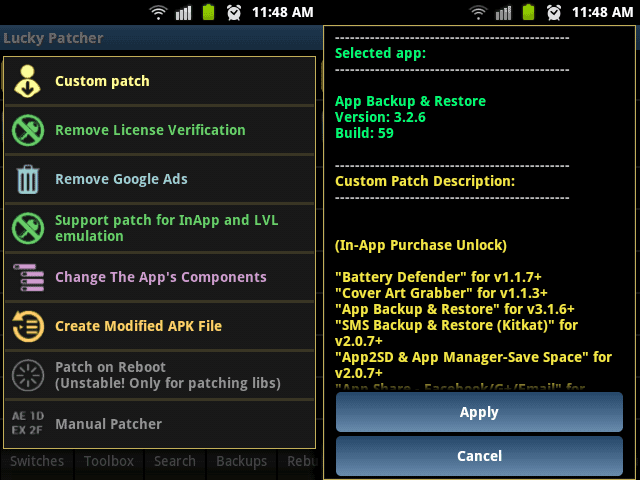 11:48 AM
Lucky Patcher
Custom patch
Remove License Verification
Remove Google Ads
Support patch for InApp and LVL
emulation
Change The App's Components
Create Modified APK File
Patch on Reboot
(Unstable! Only for patching libs)
AE 1D
EX 2F
Manual Patcher
Switches Toolbox Search Backups Rebu
11:48 AM
-----------------------------------------------
Selected app:
-----------------------------------------------
App Backup & Restore
Version: 3.2.6
Build: 59
-----------------------------------------------
Custom Patch Description:
-----------------------------------------------
(In-App Purchase Unlock)
"Battery Defender" for v1.1.7+
"Cover Art Grabber" for v1.1.3+
"App Backup & Restore" for v3.1.6+
"SMS Backup & Restore (Kitkat)" for
v2.0.7+
"App2SD & App Manager-Save Space" for
v2.0.7+
"App Share - Facebook/G+/Email" for
Apply
Cancel